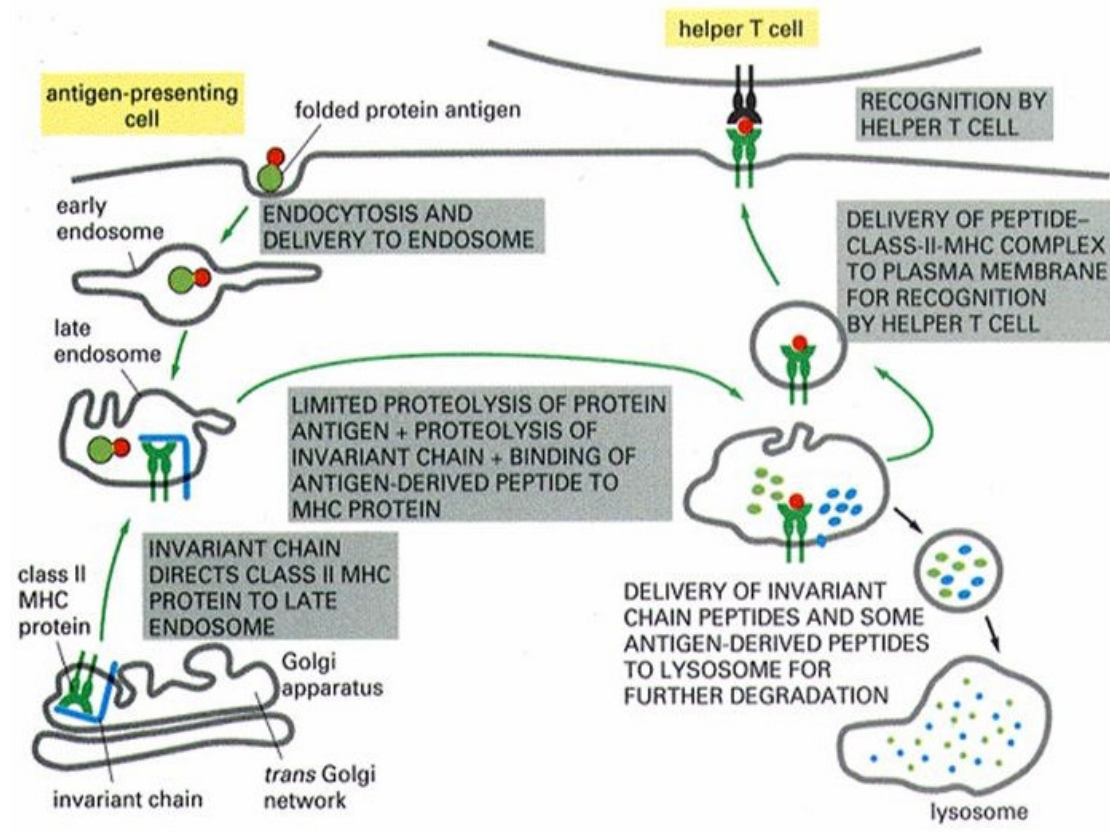 helper T cell
antigen-presenting
cell
folded protein antigen
RECOGNITION BY
HELPER T CELL
early
endosome
ENDOCYTOSIS AND
DELIVERY TO ENDOSOME
DELIVERY OF PEPTIDE–
CLASS-II-MHC COMPLEX
TO PLASMA MEMBRANE
FOR RECOGNITION
BY HELPER T CELL
late
endosome
LIMITED PROTEOLYSIS OF PROTEIN
ANTIGEN + PROTEOLYSIS OF
INVARIANT CHAIN + BINDING OF
ANTIGEN-DERIVED PEPTIDE TO
MHC PROTEIN
INVARIANT CHAIN
DIRECTS CLASS II MHC
PROTEIN TO LATE
ENDOSOME
class II
MHC
protein
DELIVERY OF INVARIANT
CHAIN PEPTIDES AND SOME
ANTIGEN-DERIVED PEPTIDES
TO LYSOSOME FOR
FURTHER DEGRADATION
Golgi
apparatus
invariant chain
trans Golgi
network
lysosome